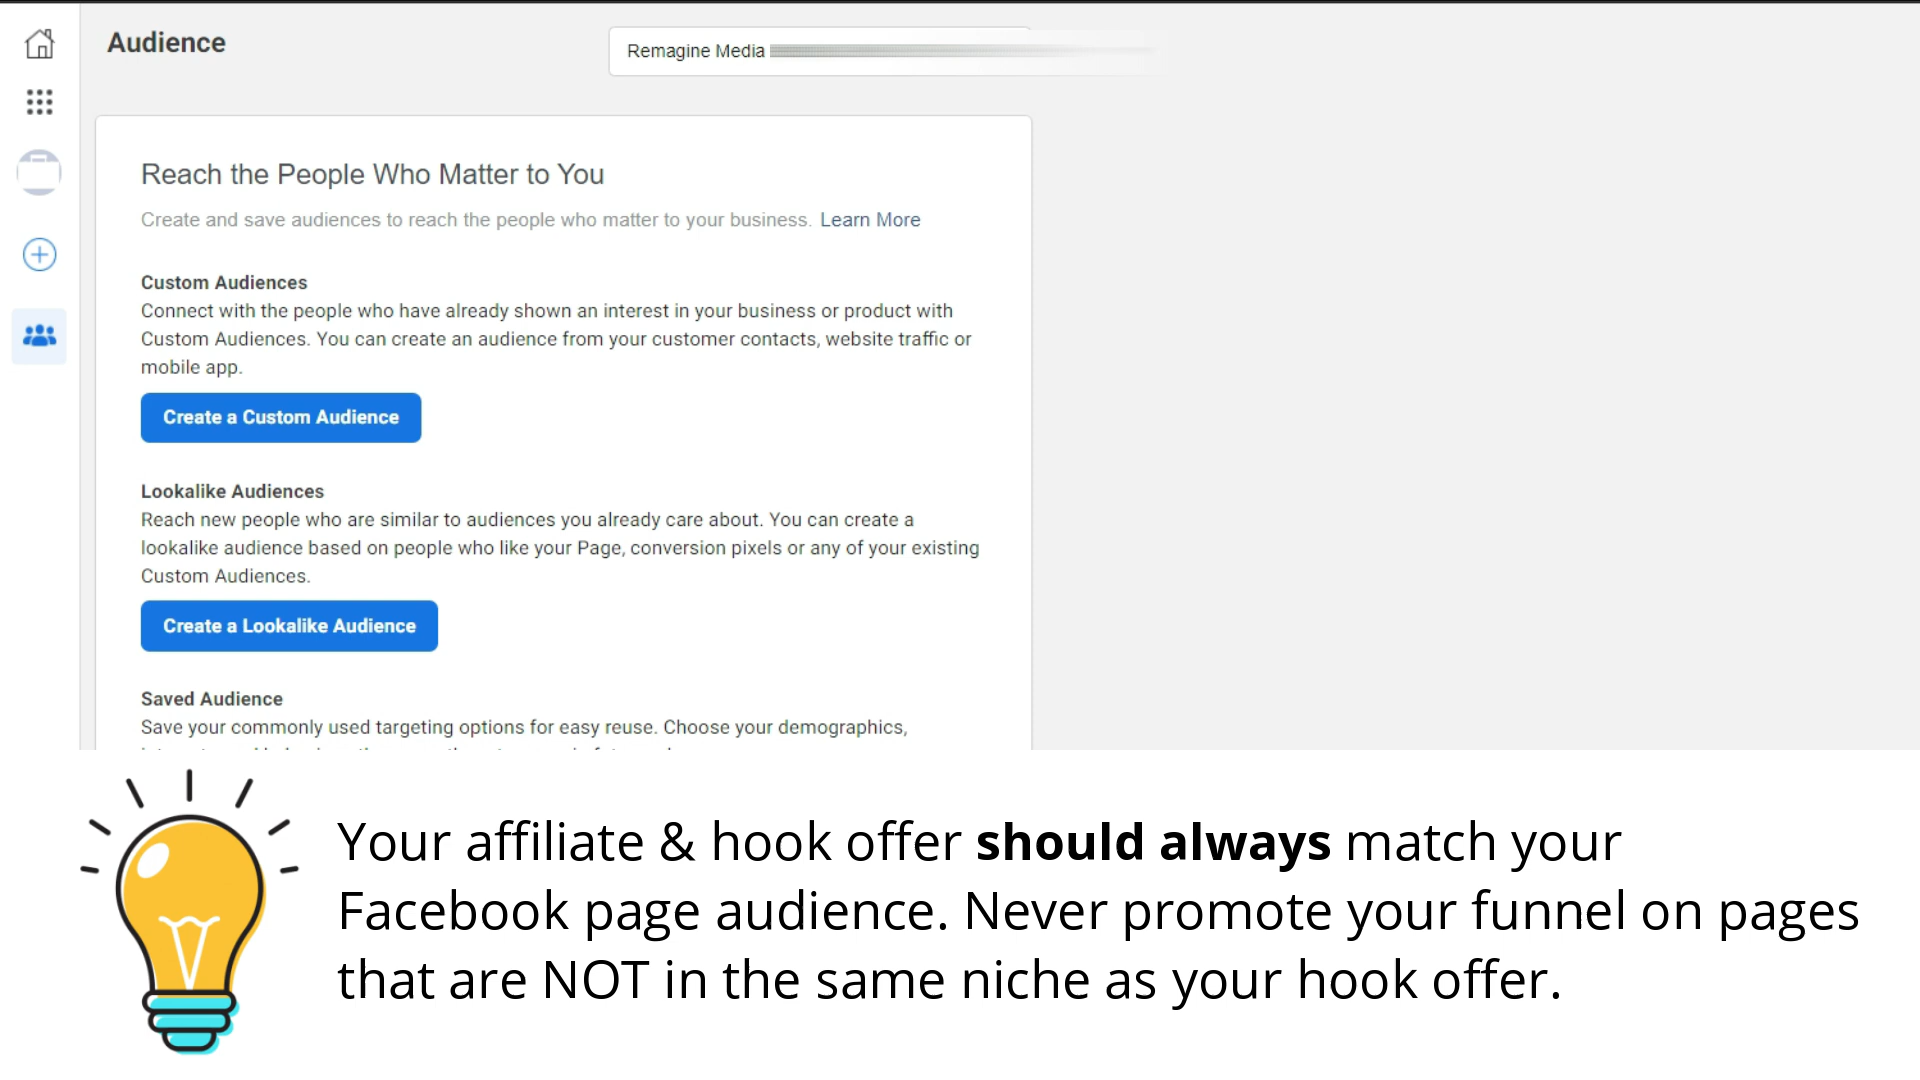 Audience
Remagine Media
Reach the People Who Matter to You
Create and save audiences to reach the people who matter to your business. Learn More
Custom Audiences
Connect with the people who have already shown an interest in your business or product with
Custom Audiences. You can create an audience from your customer contacts, website traffic or
mobile app.
Create a Custom Audience
Lookalike Audiences
Reach new people who are similar to audiences you already care about. You can create a
lookalike audience based on people who like your Page, conversion pixels or any of your existing
Custom Audiences.
Create a Lookalike Audience
Saved Audience
Save your commonly used targeting options for easy reuse. Choose your demographics,
Your affiliate & hook offer should always match your
Facebook page audience. Never promote your funnel on pages
that are NOT in the same niche as your hook offer.